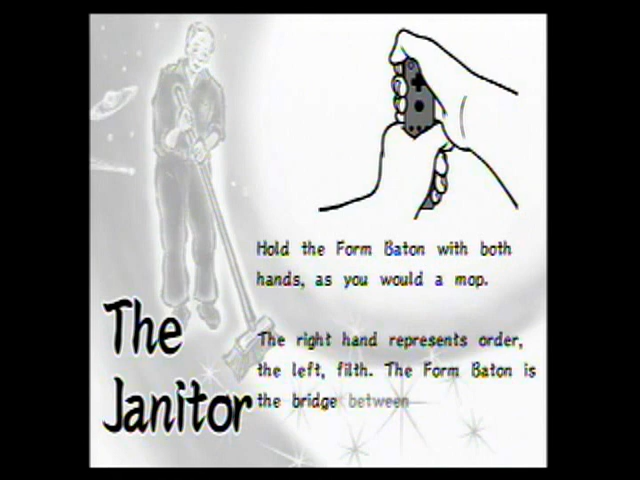 Hold the Form Baton with both
hands, as you would a mop.
The right hand represents order,
the left, filth. The Form Baton is
the bridge between
The
Janitor